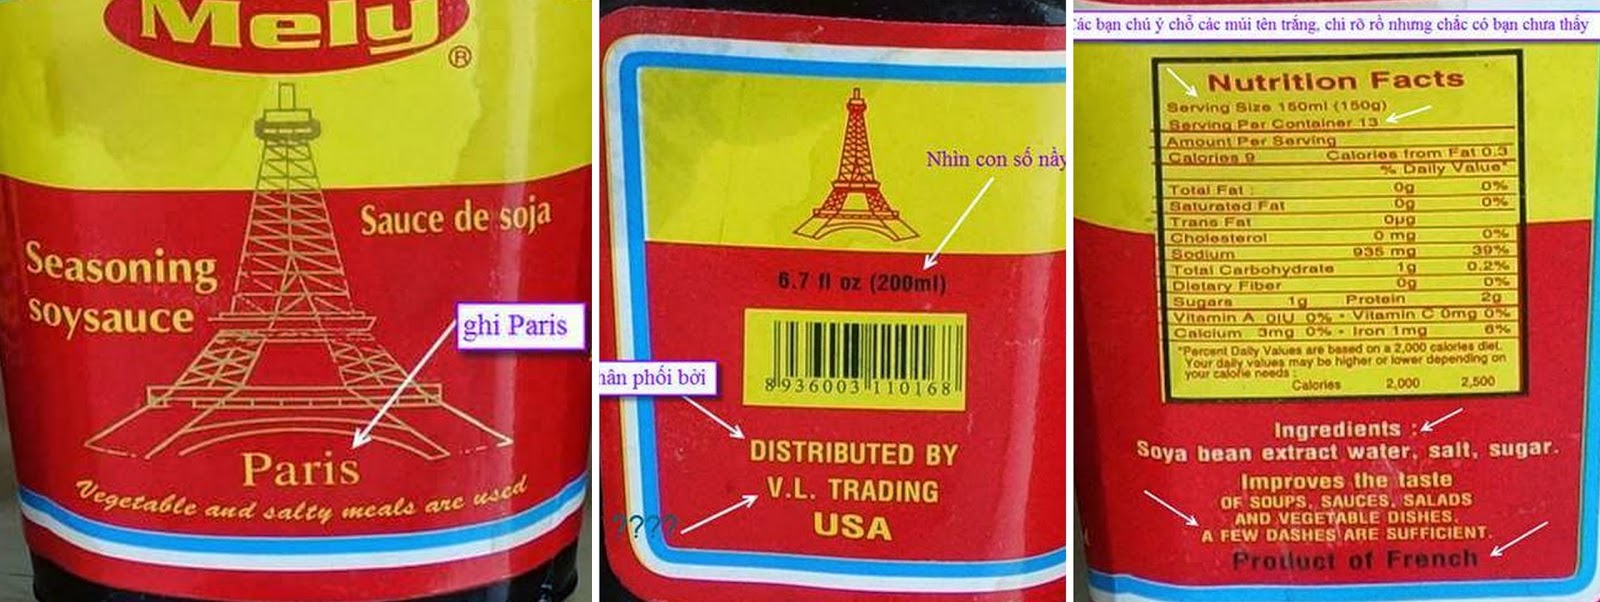 Mely
®
Sauce de soja
Seasoning
soysauce
ghi Paris
Paris
Vegetable and salty meals are used
Nhìn con số nầy
6.7 fl oz (200ml)
8 936003 110168
hân phối bởi
DISTRIBUTED BY
V.L. TRADING
????
USA
Các bạn chú ý chỗ các múi tên trắng, chi rõ rồ nhưng chắc có bạn chưa thấy
Nutrition Facts
Serving Size 150ml (150g)
Serving Per Container 13
Amount Per Serving
Calories 9 Calories from Fat 0.3
% Daily Value*
Total Fat : 0g 0%
Saturated Fat 0g 0%
Trans Fat 0µg
Cholesterol 0 mg 0%
Sodium 935 mg 39%
Total Carbohydrate 1g 0.2%
Dietary Fiber 0g 0%
Sugars 1g Protein 2g
Vitamin A 0IU 0% • Vitamin C 0mg 0%
Calcium 3mg 0% • Iron 1mg 6%
*Percent Daily Values are based on a 2,000 calories diet.
Your daily values may be higher or lower depending on
your calorie needs :
Calories 2,000 2,500
Ingredients :
Soya bean extract water, salt, sugar.
Improves the taste
OF SOUPS, SAUCES, SALADS
AND VEGETABLE DISHES.
A FEW DASHES ARE SUFFICIENT.
Product of French